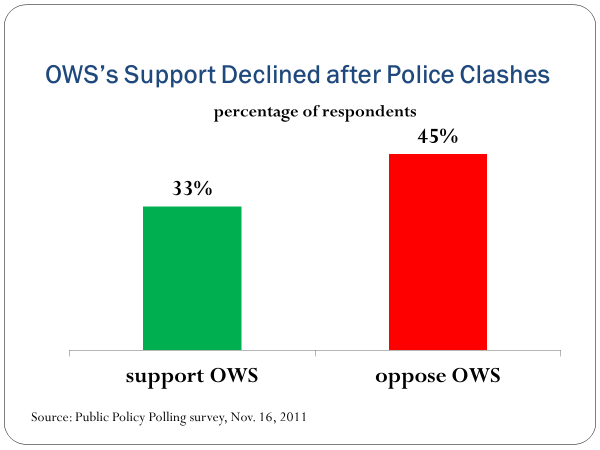 OWS’s Support Declined after Police Clashes
percentage of respondents
45%
33%
support OWS
oppose OWS
Source: Public Policy Polling survey, Nov. 16, 2011